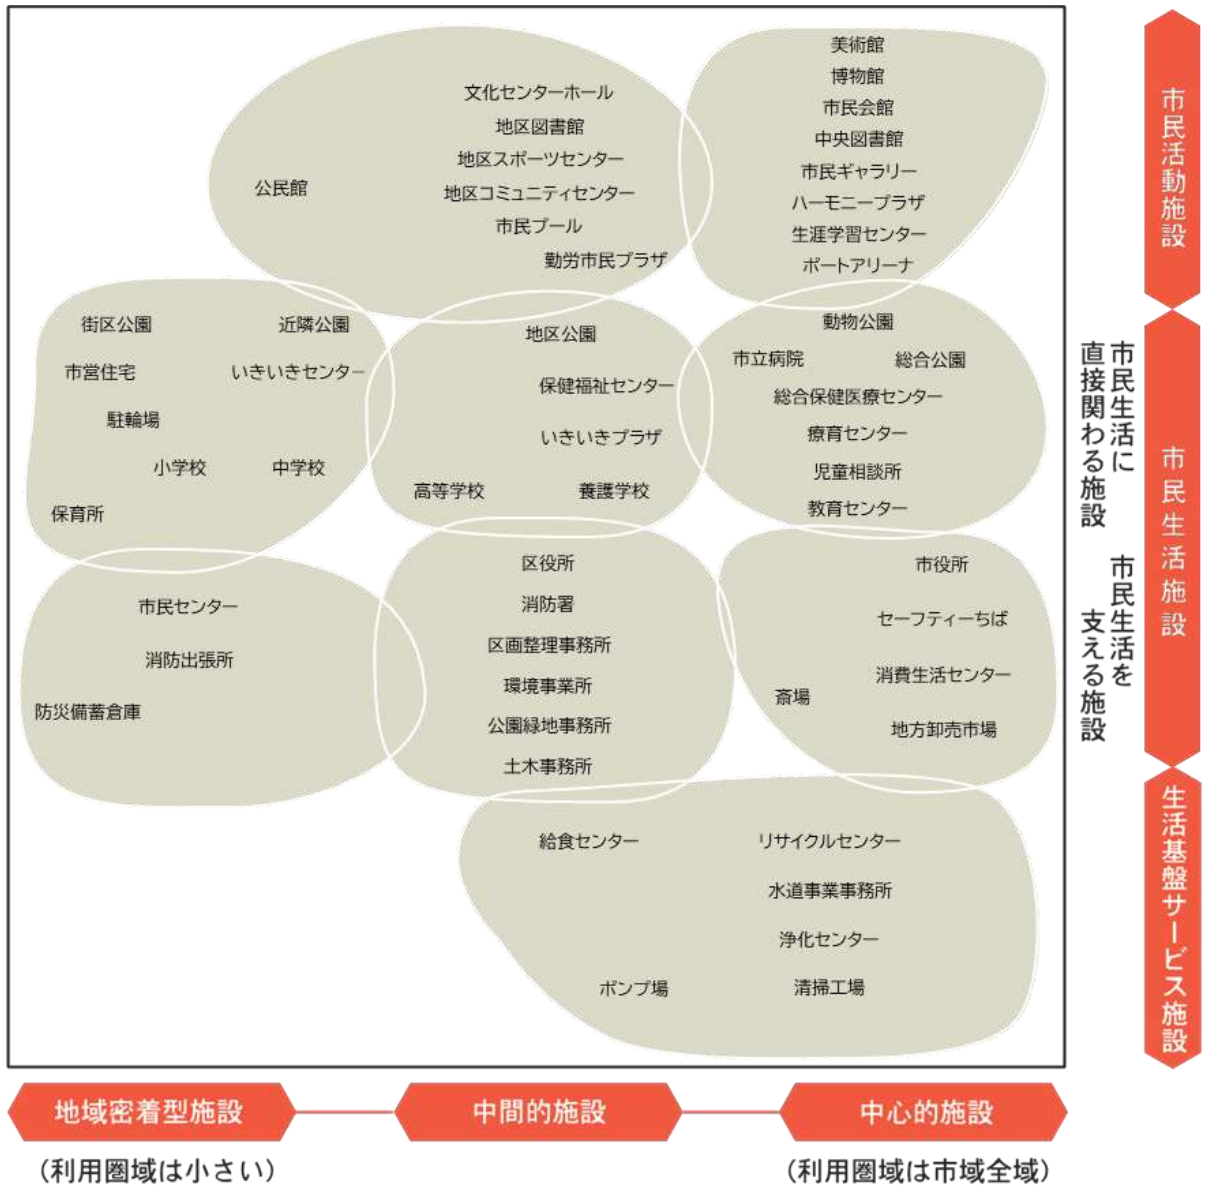 文化センターホール
地区図書館
地区スポーツセンター
公民館
地区コミュニティセンター
市民プール
勤労市民プラザ
美術館
博物館
市民会館
中央図書館
市民ギャラリー
ハーモニープラザ
生涯学習センター
ポートアリーナ
街区公園
近隣公園
市営住宅
いきいきセンター
駐輪場
小学校
中学校
保育所
地区公園
保健福祉センター
いきいきプラザ
高等学校
養護学校
動物公園
市立病院
総合公園
総合保健医療センター
療育センター
児童相談所
教育センター
市民センター
消防出張所
防災備蓄倉庫
区役所
消防署
区画整理事務所
環境事業所
公園緑地事務所
土木事務所
市役所
セーフティーちば
消費生活センター
斎場
地方卸売市場
給食センター
リサイクルセンター
水道事業事務所
浄化センター
ポンプ場
清掃工場
市民活動施設
市民生活に
直接関わる施設
市民生活施設
市民生活を
支える施設
生活基盤サービス施設
地域密着型施設
中間的施設
中心的施設
（利用圏域は小さい）
（利用圏域は市域全域）